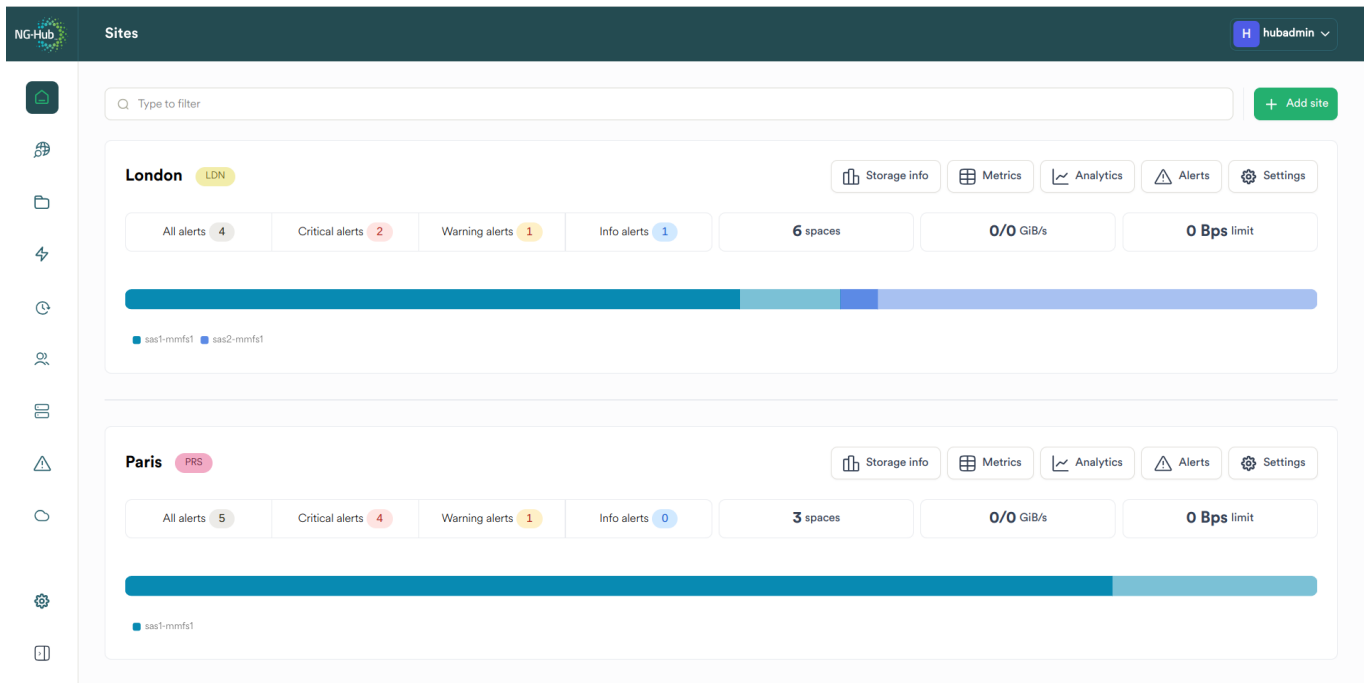 NG-Hub
Sites
H hubadmin
Type to filter
Add site
London LDN
Storage info
Metrics
Analytics
Alerts
Settings
All alerts 4
Critical alerts 2
Warning alerts 1
Info alerts 1
6 spaces
0/0 GiB/s
0 Bps limit
sas1-mmfs1 sas2-mmfs1
Paris PRS
Storage info
Metrics
Analytics
Alerts
Settings
All alerts 5
Critical alerts 4
Warning alerts 1
Info alerts 0
3 spaces
0/0 GiB/s
0 Bps limit
sas1-mmfs1